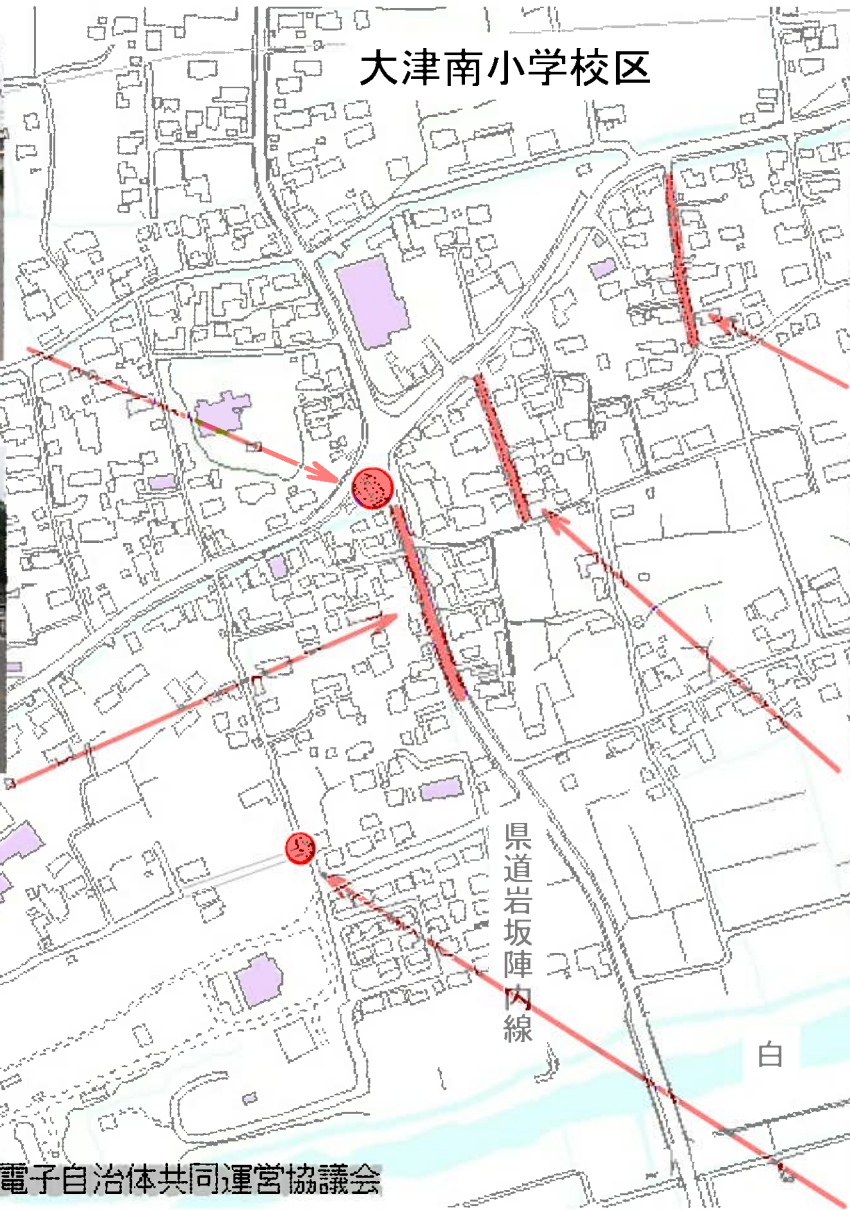 大津南小学校区
県道岩坂陣内線
白
電子自治体共同運営協議会